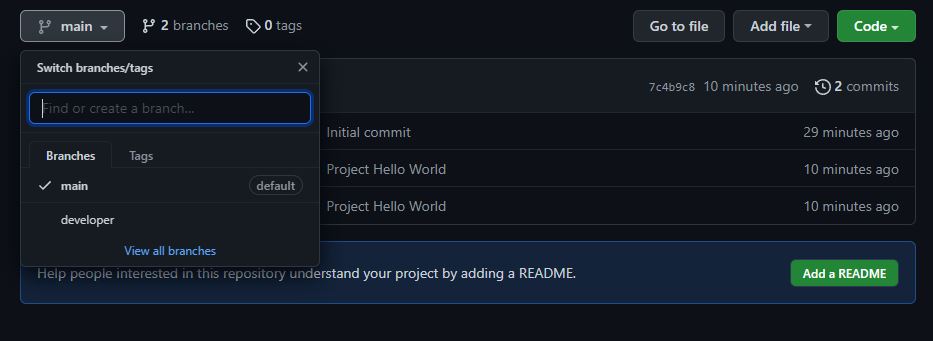 main 2 branches 0 tags Go to file Add file Code
Switch branches/tags
7c4b9c8 10 minutes ago 2 commits
Find or create a branch...
Initial commit 29 minutes ago
Branches Tags
Project Hello World 10 minutes ago
main default
Project Hello World 10 minutes ago
developer
View all branches
Help people interested in this repository understand your project by adding a README. Add a README